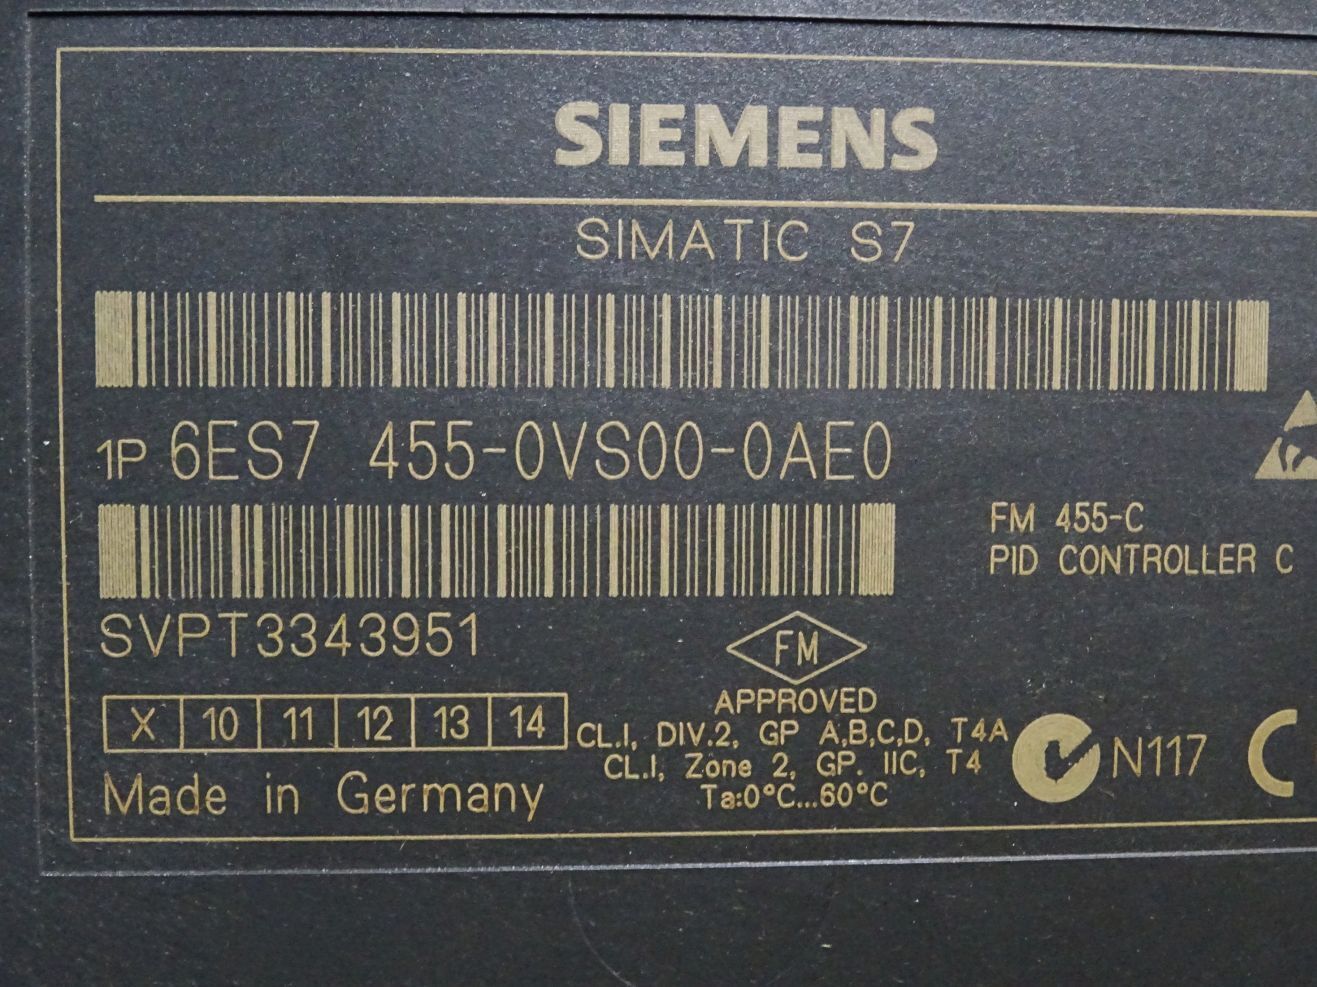 SIEMENS
SIMATIC S7
1P 6ES7 455-0VS00-0AE0
FM 455-C
PID CONTROLLER C
SVPT3343951
FM
APPROVED
CL.I, DIV.2, GP A,B,C,D, T4A
CL.I, Zone 2, GP. IIC, T4
Ta:0°C...60°C
X 10 11 12 13 14
N117
Made in Germany